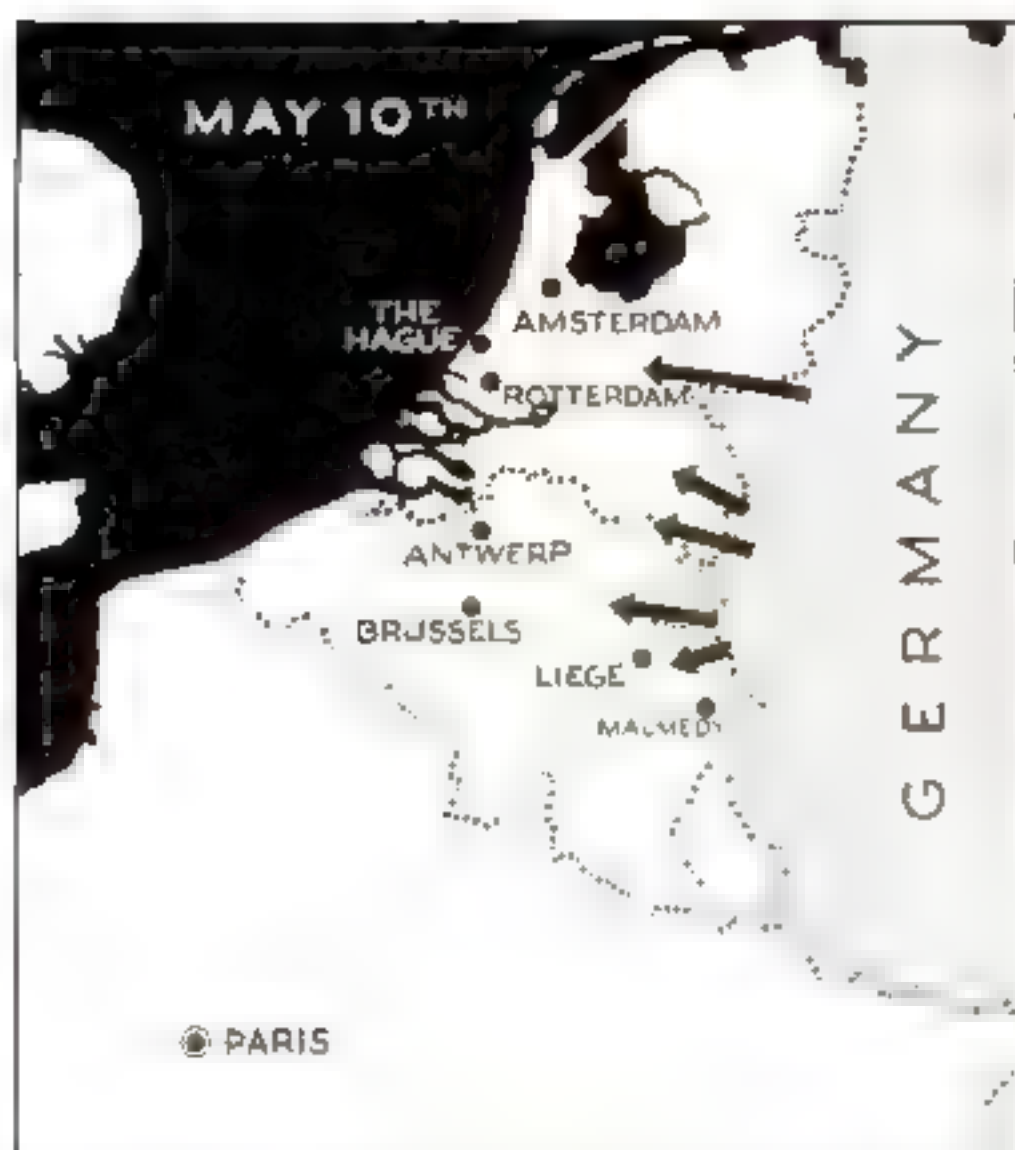 MAY 10TH
THE
HAGUE
AMSTERDAM
ROTTERDAM
ANTWERP
BRUSSELS
LIEGE
MALMEDY
GERMANY
PARIS